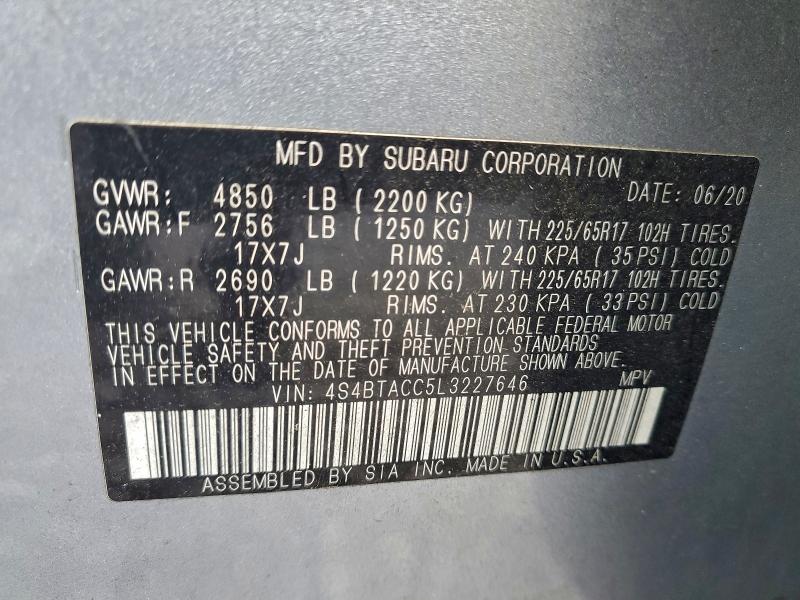 MFD BY SUBARU CORPORATION
GVWR: 4850 LB ( 2200 KG) DATE: 06/20
GAWR:F 2756 LB ( 1250 KG) WITH 225/65R17 102H TIRES.
17X7J RIMS. AT 240 KPA ( 35 PSI) COLD
GAWR:R 2690 LB ( 1220 KG) WITH 225/65R17 102H TIRES.
17X7J RIMS. AT 230 KPA ( 33 PSI) COLD
THIS VEHICLE CONFORMS TO ALL APPLICABLE FEDERAL MOTOR
VEHICLE SAFETY AND THEFT PREVENTION STANDARDS
IN EFFECT ON THE DATE OF MANUFACTURE SHOWN ABOVE.
VIN: 4S4BTACC5L3227646 MPV
ASSEMBLED BY SIA INC. MADE IN U.S.A.